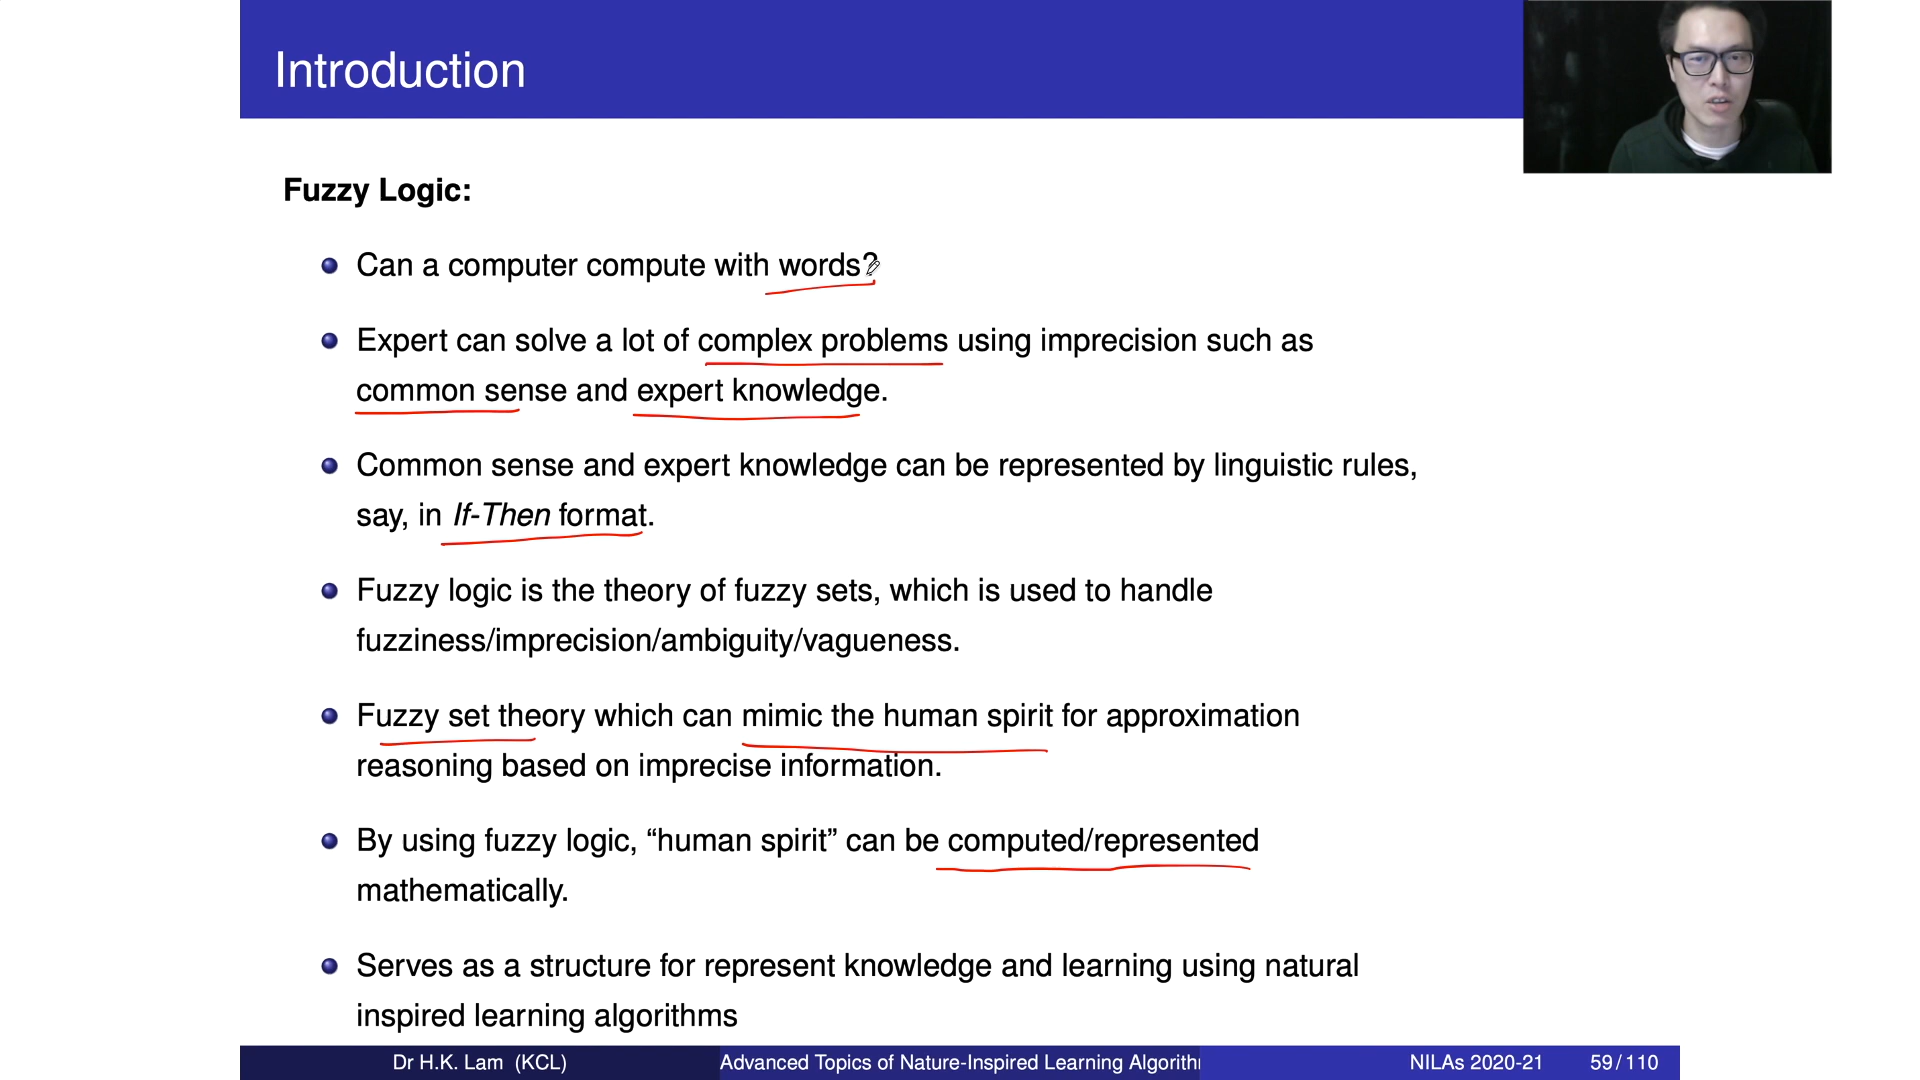 Introduction
Fuzzy Logic:
Can a computer compute with words?
Expert can solve a lot of complex problems using imprecision such as
common sense and expert knowledge.
Common sense and expert knowledge can be represented by linguistic rules,
say, in If-Then format.
Fuzzy logic is the theory of fuzzy sets, which is used to handle
fuzziness/imprecision/ambiguity/vagueness.
Fuzzy set theory which can mimic the human spirit for approximation
reasoning based on imprecise information.
By using fuzzy logic, “human spirit” can be computed/represented
mathematically.
Serves as a structure for represent knowledge and learning using natural
inspired learning algorithms
Dr H.K. Lam (KCL) Advanced Topics of Nature-Inspired Learning Algorith NILAs 2020-21 59/110